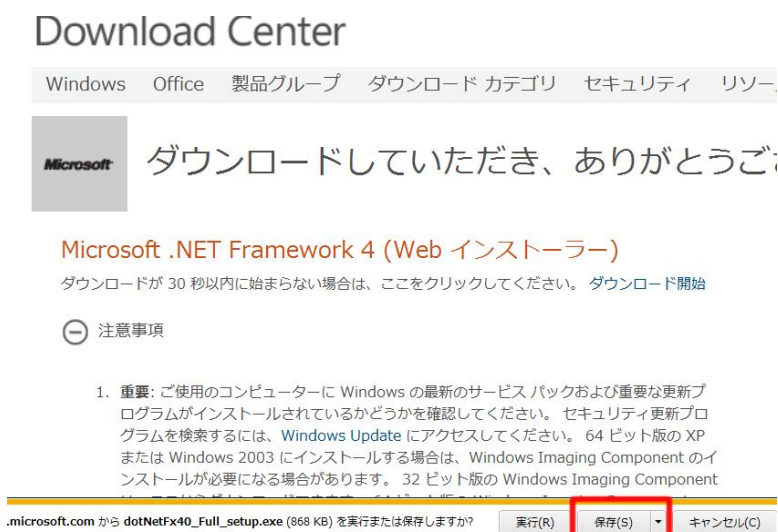 Download Center
Windows Office 製品グループ ダウンロード カテゴリ セキュリティ リソー
Microsoft
ダウンロードしていただき、ありがとうご
Microsoft .NET Framework 4 (Web インストーラー)
ダウンロードが 30 秒以内に始まらない場合は、ここをクリックしてください。 ダウンロード開始
注意事項
1. 重要: ご使用のコンピューターに Windows の最新のサービス パックおよび重要な更新プ
ログラムがインストールされているかどうかを確認してください。 セキュリティ更新プロ
グラムを検索するには、Windows Update にアクセスしてください。 64 ビット版の XP
または Windows 2003 にインストールする場合は、Windows Imaging Component のイ
ンストールが必要になる場合があります。 32 ビット版の Windows Imaging Component
.microsoft.com から dotNetFx40_Full_setup.exe (868 KB) を実行または保存しますか?
実行(R) 保存(S) キャンセル(C)